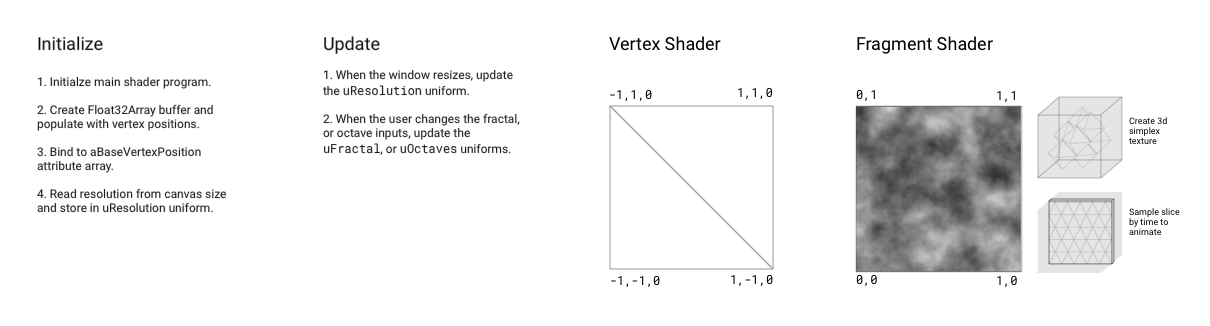 Initialize
1. Initialze main shader program.
2. Create Float32Array buffer and
populate with vertex positions.
3. Bind to aBaseVertexPosition
attribute array.
4. Read resolution from canvas size
and store in uResolution uniform.
Update
1. When the window resizes, update
the uResolution uniform.
2. When the user changes the fractal,
or octave inputs, update the
uFractal, or uOctaves uniforms.
Vertex Shader
-1,1,0 1,1,0
-1,-1,0 1,-1,0
Fragment Shader
0,1 1,1
0,0 1,0
Create 3d
simplex
texture
Sample slice
by time to
animate